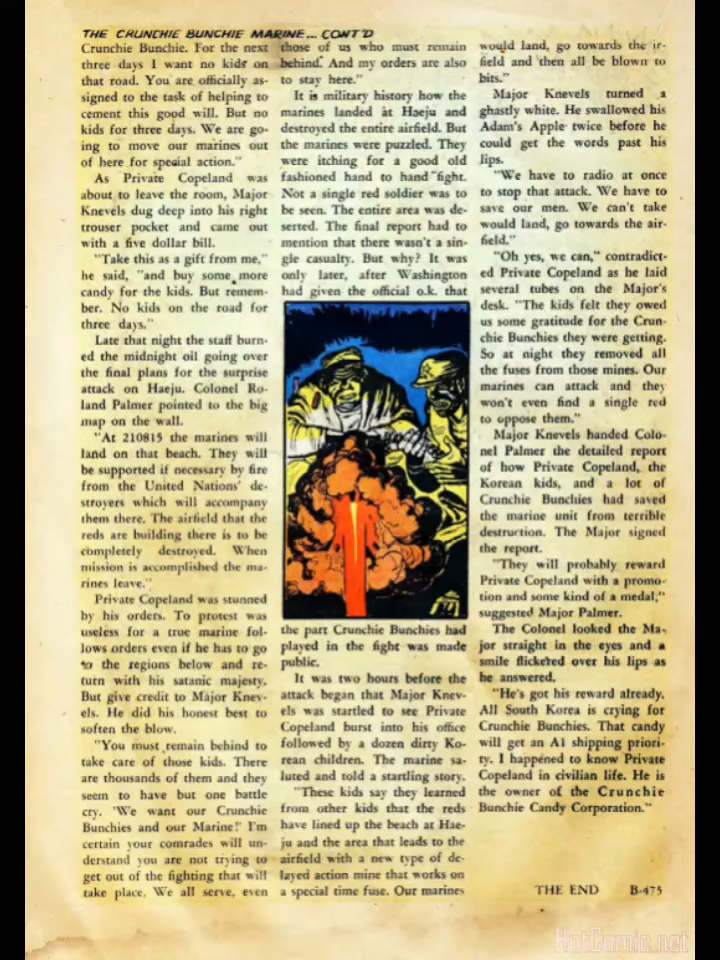 THE CRUNCHIE BUNCHIE MARINE... CONT'D
Crunchie Bunchie. For the next
three days I want no kids on
that road. You are officially as-
signed to the task of helping to
cement this good will. But no
kids for three days. We are go-
ing to move our marines out
of here for special action."
As Private Copeland was
about to leave the room, Major
Knevels dug deep into his right
trouser pocket and came out
with a five dollar bill.
"Take this as a gift from me,"
he said, "and buy some more
candy for the kids. But remem-
ber. No kids on the road for
three days."
Late that night the staff burn-
ed the midnight oil going over
the final plans for the surprise
attack on Haeju. Colonel Ro-
land Palmer pointed to the big
map on the wall.
"At 210815 the marines will
land on that beach. They will
be supported if necessary by fire
from the United Nations' de-
stroyers which will accompany
them there. The airfield that the
reds are building there is to be
completely destroyed. When
mission is accomplished the ma-
rines leave."
Private Copeland was stunned
by his orders. To protest was
useless for a true marine fol-
lows orders even if he has to go
to the regions below and re-
turn with his satanic majesty.
But give credit to Major Knev-
els. He did his honest best to
soften the blow.
"You must remain behind to
take care of those kids. There
are thousands of them and they
seem to have but one battle
cry. 'We want our Crunchie
Bunchies and our Marine!' I'm
certain your comrades will un-
derstand you are not trying to
get out of the fighting that will
take place. We all serve, even
those of us who must remain
behind. And my orders are also
to stay here."
It is military history how the
marines landed at Haeju and
destroyed the entire airfield. But
the marines were puzzled. They
were itching for a good old
fashioned hand to hand fight.
Not a single red soldier was to
be seen. The entire area was de-
serted. The final report had to
mention that there wasn't a sin-
gle casualty. But why? It was
only later, after Washington
had given the official o.k. that
the part Crunchie Bunchies had
played in the fight was made
public.
It was two hours before the
attack began that Major Knev-
els was startled to see Private
Copeland burst into his office
followed by a dozen dirty Ko-
rean children. The marine sa-
luted and told a startling story.
"These kids say they learned
from other kids that the reds
have lined up the beach at Hae-
ju and the area that leads to the
airfield with a new type of de-
layed action mine that works on
a special time fuse. Our marines
would land, go towards the ir-
field and then all be blown to
bits."
Major Knevels turned a
ghastly white. He swallowed his
Adam's Apple twice before he
could get the words past his
lips.
"We have to radio at once
to stop that attack. We have to
save our men. We can't take
would land, go towards the air-
field."
"Oh yes, we can," contradict-
ed Private Copeland as he laid
several tubes on the Major's
desk. "The kids felt they owed
us some gratitude for the Crun-
chie Bunchies they were getting.
So at night they removed all
the fuses from those mines. Our
marines can attack and they
won't even find a single red
to oppose them."
Major Knevels handed Colo-
nel Palmer the detailed report
of how Private Copeland, the
Korean kids, and a lot of
Crunchie Bunchies had saved
the marine unit from terrible
destruction. The Major signed
the report.
"They will probably reward
Private Copeland with a promo-
tion and some kind of a medal,"
suggested Major Palmer.
The Colonel looked the Ma-
jor straight in the eyes and a
smile flickered over his lips as
he answered.
"He's got his reward already.
All South Korea is crying for
Crunchie Bunchies. That candy
will get an A1 shipping priori-
ty. I happened to know Private
Copeland in civilian life. He is
the owner of the Crunchie
Bunchie Candy Corporation."
THE END B-475
HotComic.net